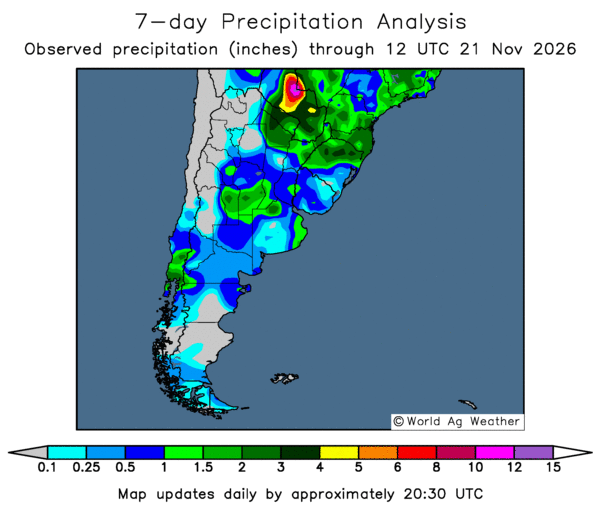 7-day Precipitation Analysis
Observed precipitation (inches) through 12 UTC 21 Nov 2026
© World Ag Weather
0.1 0.25 0.5 1 1.5 2 3 4 5 6 8 10 12 15
Map updates daily by approximately 20:30 UTC